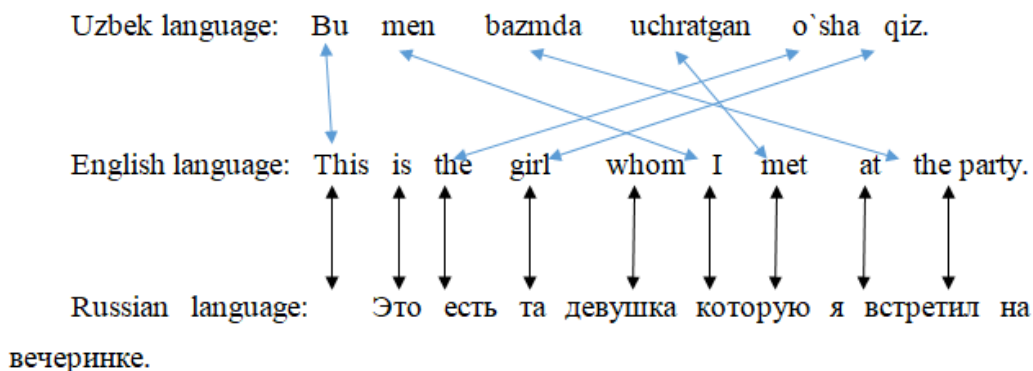 Uzbek language: Bu men bazmda uchratgan o`sha qiz.
English language: This is the girl whom I met at the party.
Russian language: Это есть та девушка которую я встретил на
вечеринке.